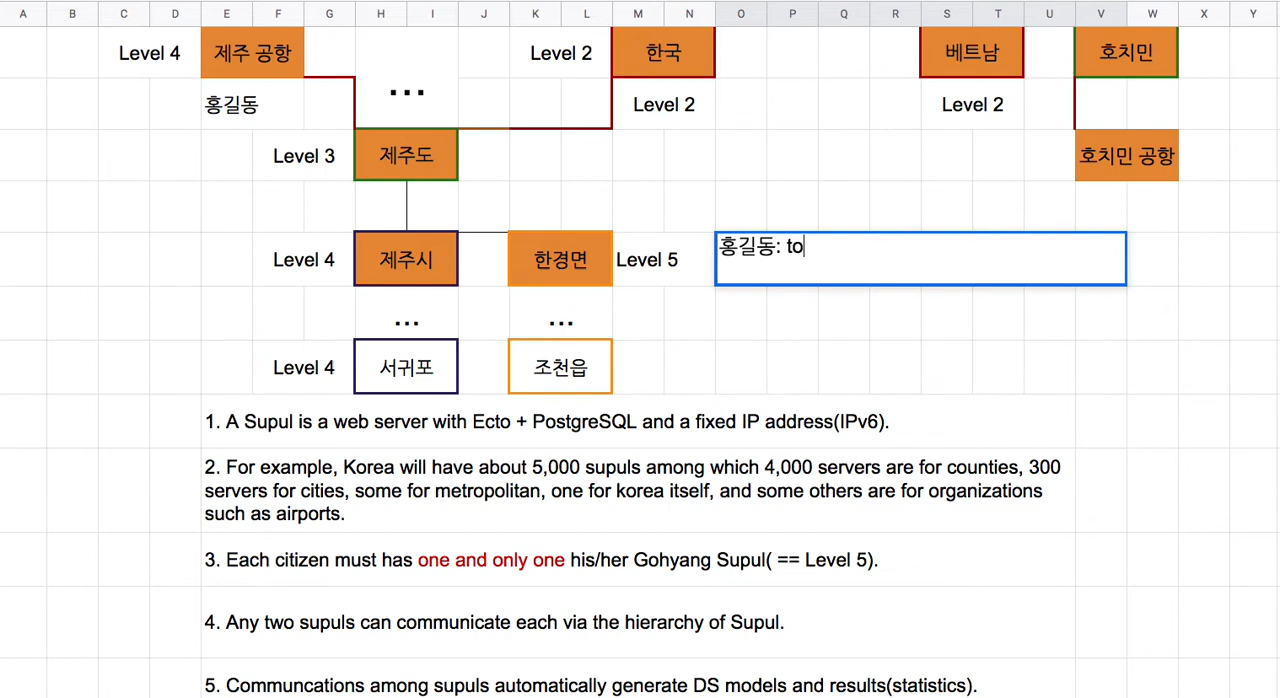 A B C D E F G H I J K L M N O P Q R S T U V W X Y
Level 4 제주 공항 Level 2 한국 베트남 호치민
홍길동 ... Level 2 Level 2
Level 3 제주도 호치민 공항
Level 4 제주시 한경면 Level 5 홍길동: to
... ...
Level 4 서귀포 조천읍
1. A Supul is a web server with Ecto + PostgreSQL and a fixed IP address(IPv6).
2. For example, Korea will have about 5,000 supuls among which 4,000 servers are for counties, 300
servers for cities, some for metropolitan, one for korea itself, and some others are for organizations
such as airports.
3. Each citizen must has one and only one his/her Gohyang Supul( == Level 5).
4. Any two supuls can communicate each via the hierarchy of Supul.
5. Communcations among supuls automatically generate DS models and results(statistics).